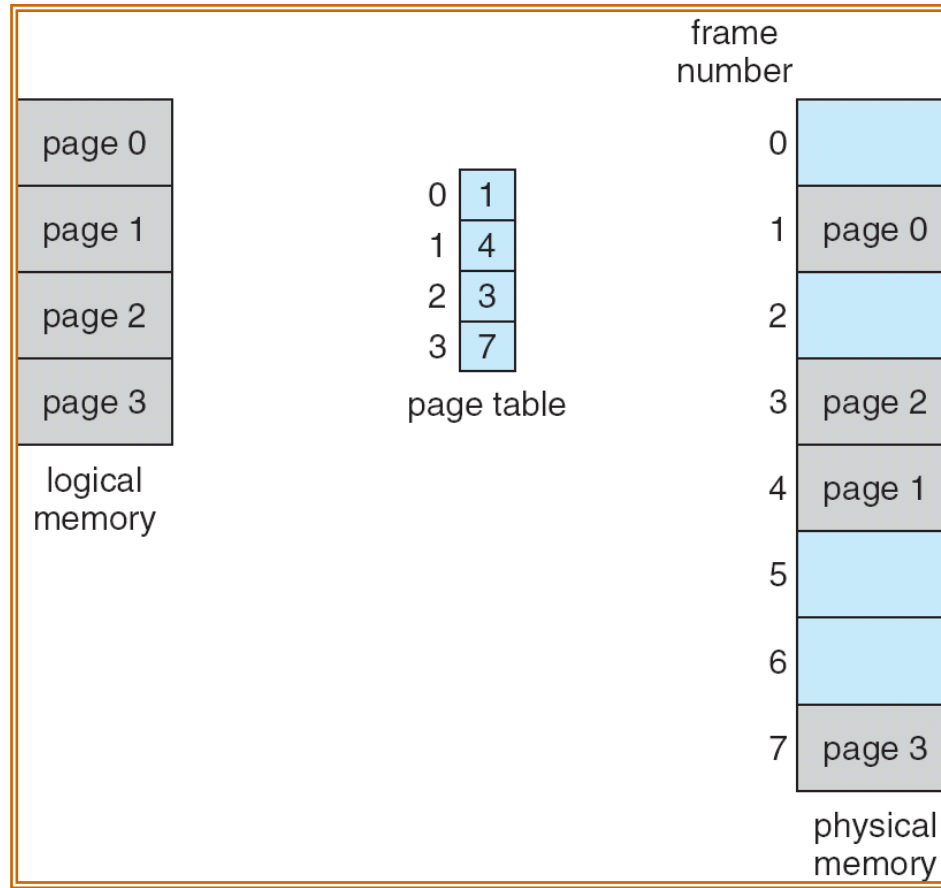 frame
number
page 0
page 1
page 2
page 3
logical
memory
0 1
1 4
2 3
3 7
page table
0
1 page 0
2
3 page 2
4 page 1
5
6
7 page 3
physical
memory